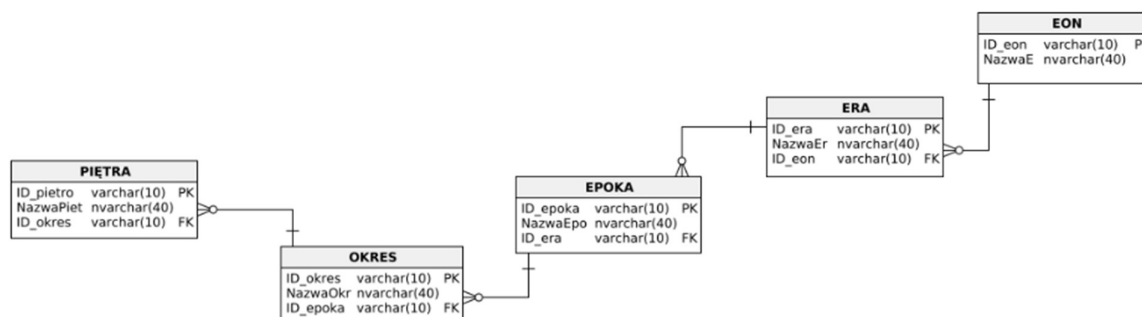 EON
ID_eon varchar(10) P
NazwaE nvarchar(40)
ERA
ID_era varchar(10) PK
NazwaEr nvarchar(40)
ID_eon varchar(10) FK
PIĘTRA
ID_pietro varchar(10) PK
NazwaPiet nvarchar(40)
ID_okres varchar(10) FK
EPOKA
ID_epoka varchar(10) PK
NazwaEpo nvarchar(40)
ID_era varchar(10) FK
OKRES
ID_okres varchar(10) PK
NazwaOkr nvarchar(40)
ID_epoka varchar(10) FK